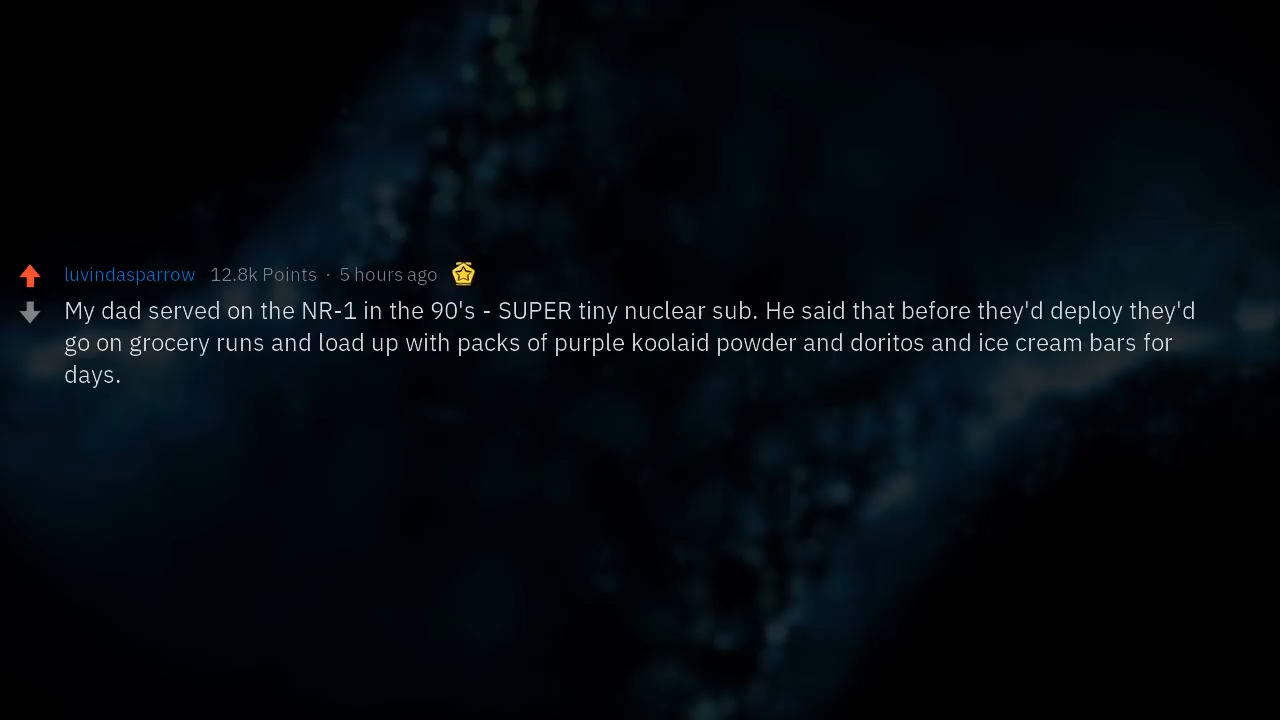 luvindasparrow 12.8k Points · 5 hours ago
My dad served on the NR-1 in the 90's - SUPER tiny nuclear sub. He said that before they'd deploy they'd
go on grocery runs and load up with packs of purple koolaid powder and doritos and ice cream bars for
days.